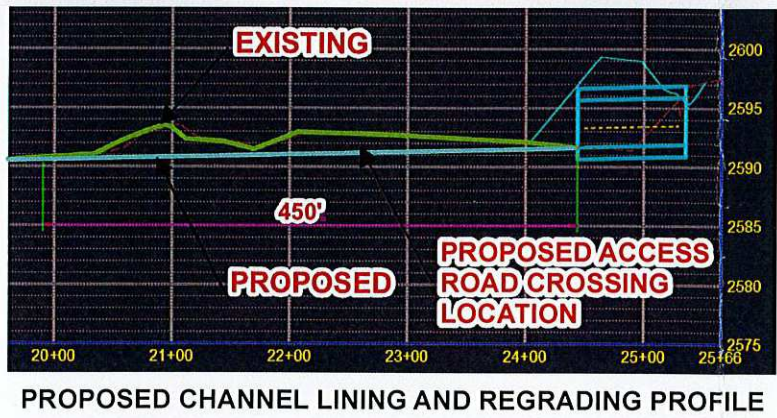 EXISTING
2600
2595
2590
450'
2585
PROPOSED
PROPOSED ACCESS
ROAD CROSSING
LOCATION
2580
2575
20+00 21+00 22+00 23+00 24+00 25+00 25+66
PROPOSED CHANNEL LINING AND REGRADING PROFILE